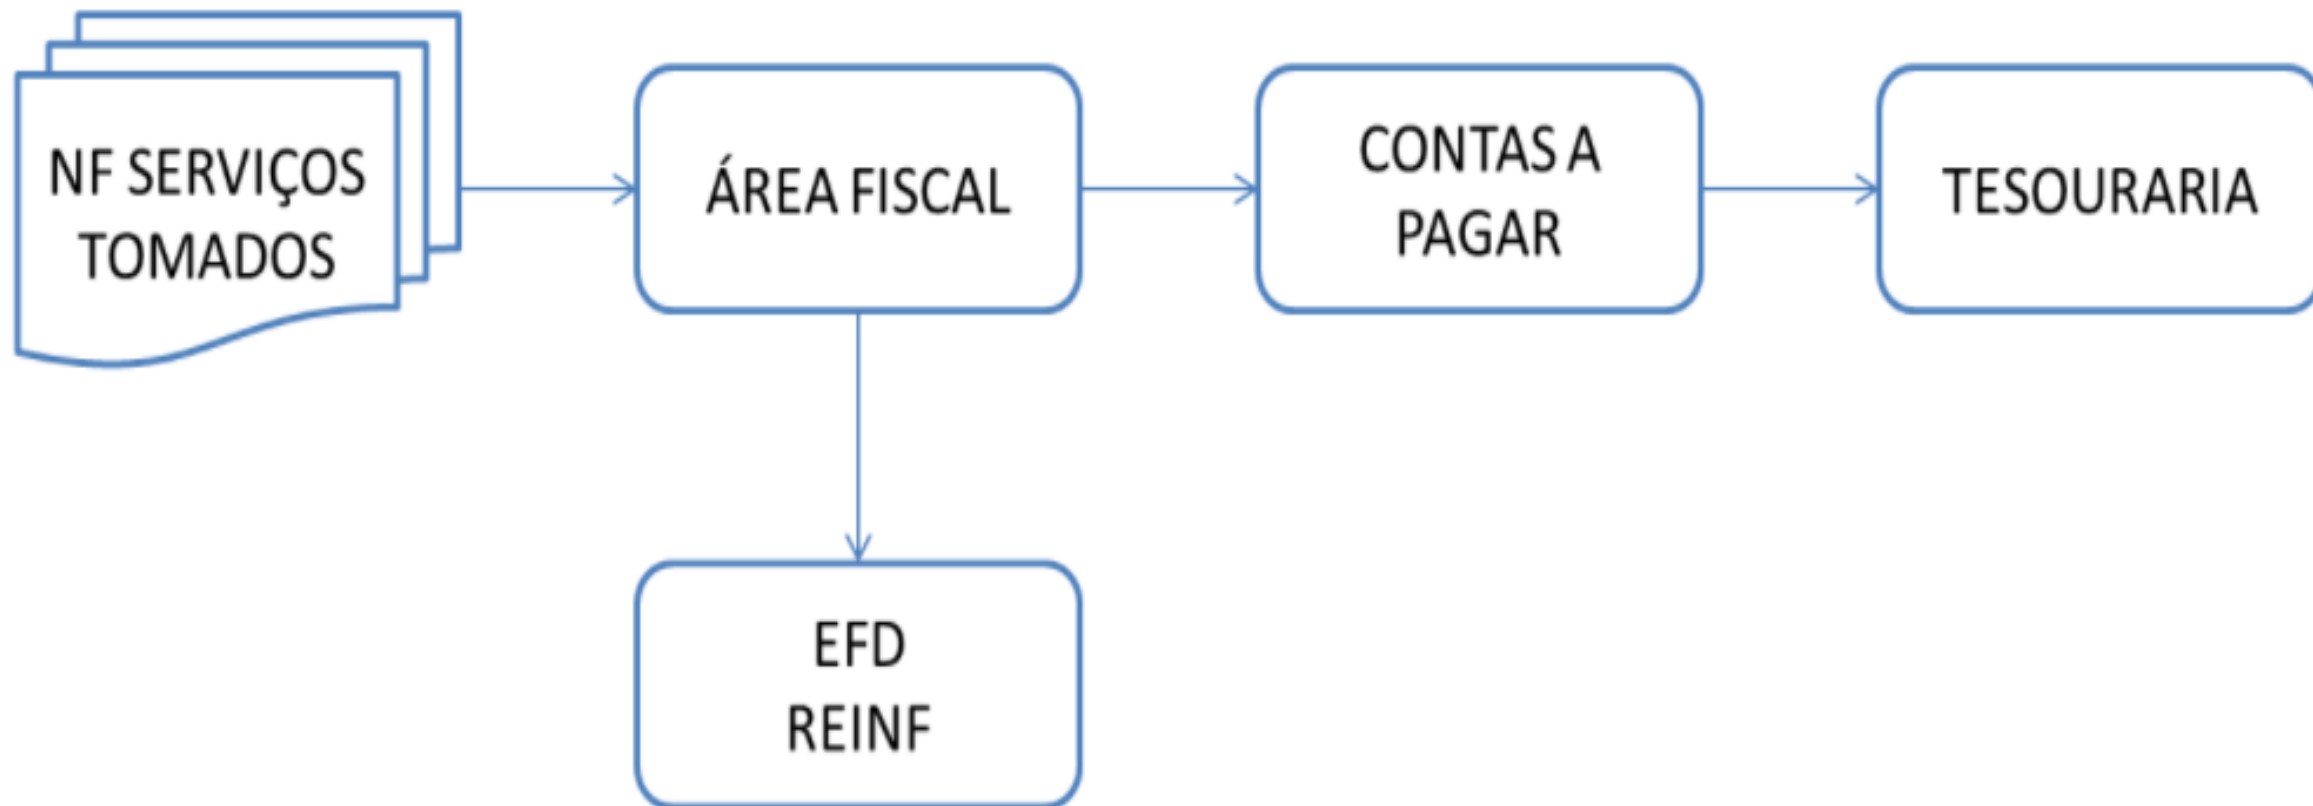 NF SERVIÇOS
TOMADOS
ÁREA FISCAL
CONTAS A
PAGAR
TESOURARIA
EFD
REINF